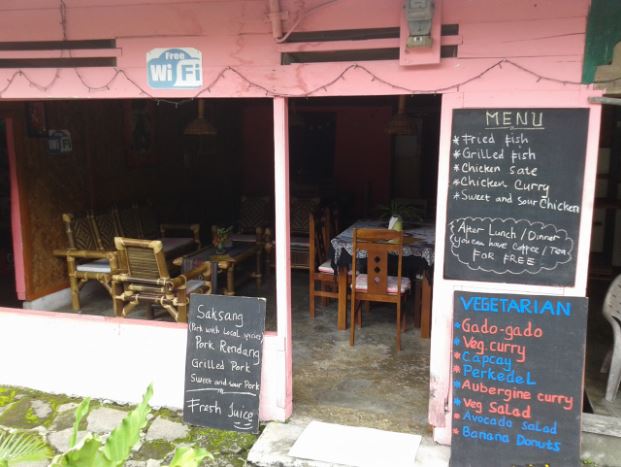 Free
WiFi
MENU
* Fried fish
* Grilled fish
* Chicken Sate
* Chicken Curry
* Sweet and sour Chicken
After Lunch / Dinner
you can have Coffee / Tea
FOR FREE
VEGETARIAN
* Gado-gado
* Veg. curry
* Capcay
* Perkedel
* Aubergine curry
* Veg Salad
* Avocado Salad
* Banana Donuts
Saksang
(Pork with Local spicies)
Pork Rendang
Grilled Pork
Sweet and sour Pork
Fresh Juice
WiFi